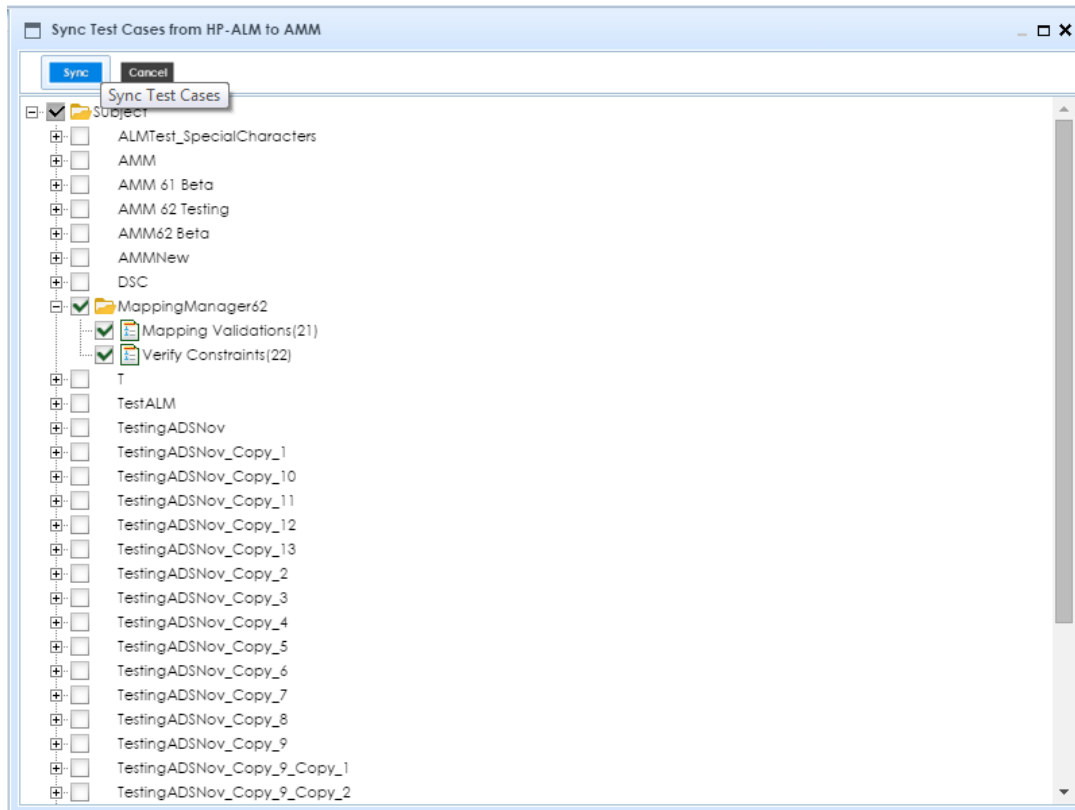 Sync Test Cases from HP-ALM to AMM
Sync Cancel
Sync Test Cases
Subject
ALMTest_SpecialCharacters
AMM
AMM 61 Beta
AMM 62 Testing
AMM62 Beta
AMMNew
DSC
MappingManager62
Mapping Validations(21)
Verify Constraints(22)
T
TestALM
TestingADSNov
TestingADSNov_Copy_1
TestingADSNov_Copy_10
TestingADSNov_Copy_11
TestingADSNov_Copy_12
TestingADSNov_Copy_13
TestingADSNov_Copy_2
TestingADSNov_Copy_3
TestingADSNov_Copy_4
TestingADSNov_Copy_5
TestingADSNov_Copy_6
TestingADSNov_Copy_7
TestingADSNov_Copy_8
TestingADSNov_Copy_9
TestingADSNov_Copy_9_Copy_1
TestingADSNov_Copy_9_Copy_2